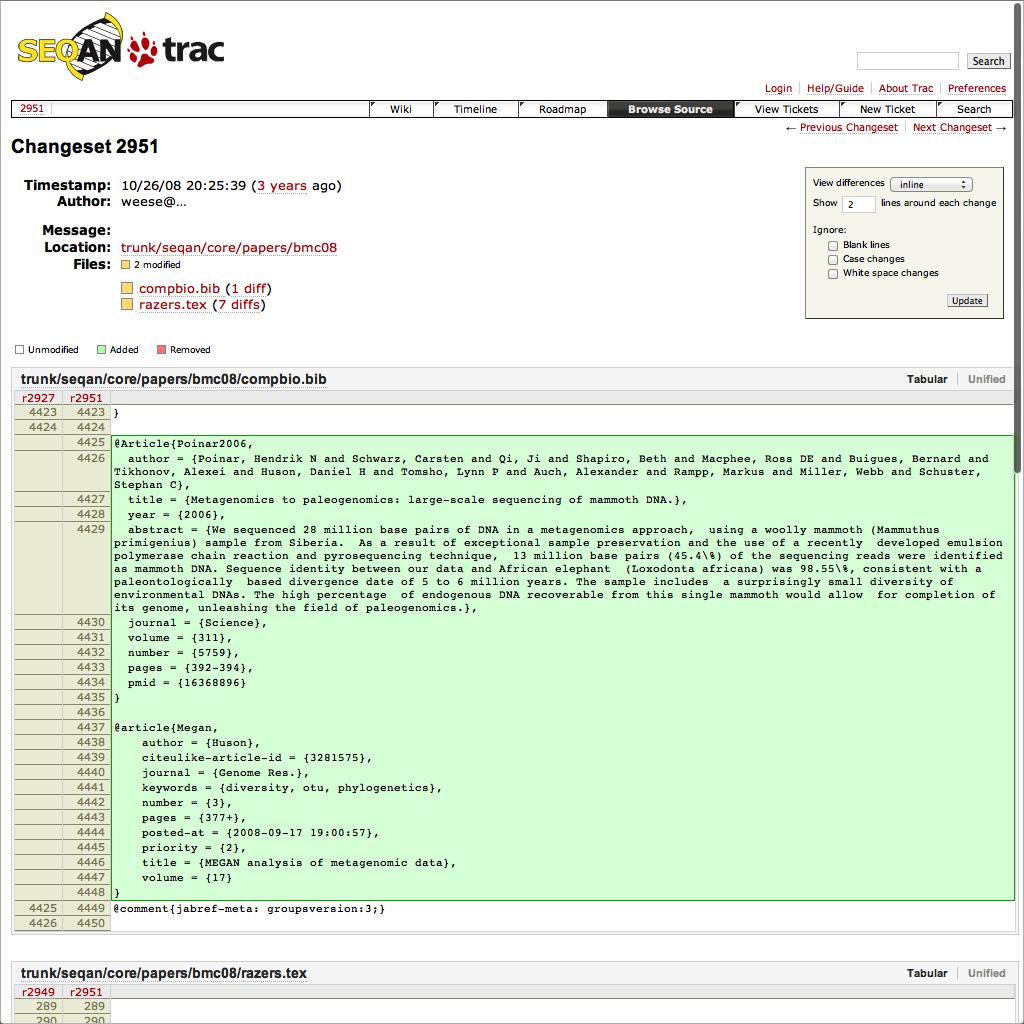 SEQAN trac
Search
Login Help/Guide About Trac Preferences
2951 Wiki Timeline Roadmap Browse Source View Tickets New Ticket Search
← Previous Changeset Next Changeset →
Changeset 2951
Timestamp: 10/26/08 20:25:39 (3 years ago)
Author: weese@...
Message:
Location: trunk/seqan/core/papers/bmc08
Files: 2 modified
compbio.bib (1 diff)
razers.tex (7 diffs)
View differences inline
Show 2 lines around each change
Ignore:
Blank lines
Case changes
White space changes
Update
Unmodified Added Removed
trunk/seqan/core/papers/bmc08/compbio.bib Tabular Unified
r2927 r2951
4423 4423 }
4424 4424
4425 @Article{Poinar2006,
4426 author = {Poinar, Hendrik N and Schwarz, Carsten and Qi, Ji and Shapiro, Beth and Macphee, Ross DE and Buigues, Bernard and
Tikhonov, Alexei and Huson, Daniel H and Tomsho, Lynn P and Auch, Alexander and Rampp, Markus and Miller, Webb and Schuster,
Stephan C},
4427 title = {Metagenomics to paleogenomics: large-scale sequencing of mammoth DNA.},
4428 year = {2006},
4429 abstract = {We sequenced 28 million base pairs of DNA in a metagenomics approach, using a woolly mammoth (Mammuthus
primigenius) sample from Siberia. As a result of exceptional sample preservation and the use of a recently developed emulsion
polymerase chain reaction and pyrosequencing technique, 13 million base pairs (45.4\%) of the sequencing reads were identified
as mammoth DNA. Sequence identity between our data and African elephant (Loxodonta africana) was 98.55\%, consistent with a
paleontologically based divergence date of 5 to 6 million years. The sample includes a surprisingly small diversity of
environmental DNAs. The high percentage of endogenous DNA recoverable from this single mammoth would allow for completion of
its genome, unleashing the field of paleogenomics.},
4430 journal = {Science},
4431 volume = {311},
4432 number = {5759},
4433 pages = {392-394},
4434 pmid = {16368896}
4435 }
4436
4437 @article{Megan,
4438 author = {Huson},
4439 citeulike-article-id = {3281575},
4440 journal = {Genome Res.},
4441 keywords = {diversity, otu, phylogenetics},
4442 number = {3},
4443 pages = {377+},
4444 posted-at = {2008-09-17 19:00:57},
4445 priority = {2},
4446 title = {MEGAN analysis of metagenomic data},
4447 volume = {17}
4448 }
4425 4449 @comment{jabref-meta: groupsversion:3;}
4426 4450
trunk/seqan/core/papers/bmc08/razers.tex Tabular Unified
r2949 r2951
289 289
290 290